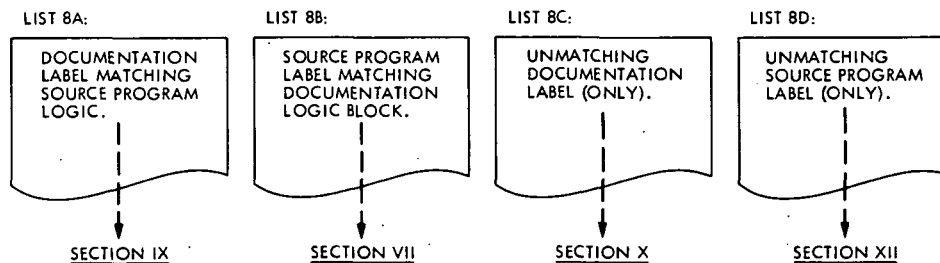 LIST 8A:
DOCUMENTATION
LABEL MATCHING
SOURCE PROGRAM
LOGIC.
SECTION IX
LIST 8B:
SOURCE PROGRAM
LABEL MATCHING
DOCUMENTATION
LOGIC BLOCK.
SECTION VII
LIST 8C:
UNMATCHING
DOCUMENTATION
LABEL (ONLY).
SECTION X
LIST 8D:
UNMATCHING
SOURCE PROGRAM
LABEL (ONLY).
SECTION XII